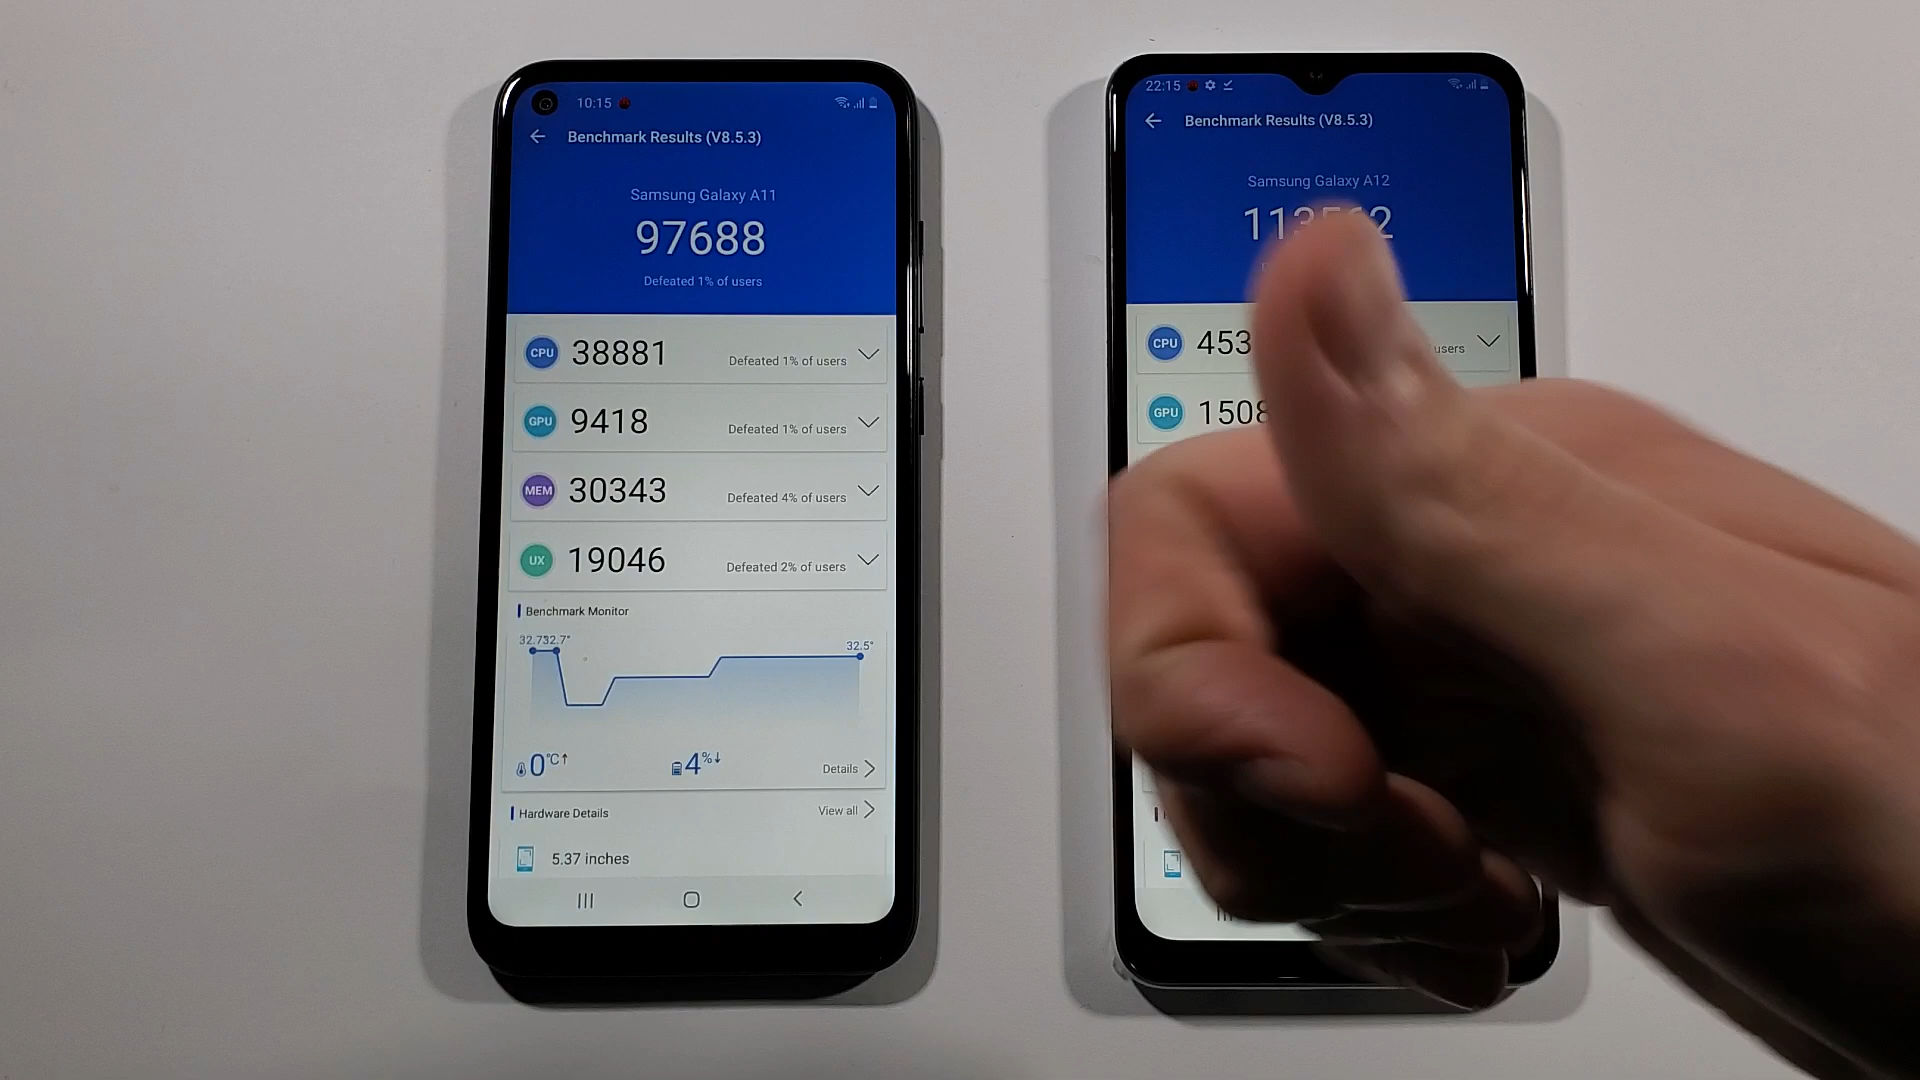 10:15
Benchmark Results (V8.5.3)
Samsung Galaxy A11
97688
Defeated 1% of users
CPU 38881 Defeated 1% of users
GPU 9418 Defeated 1% of users
MEM 30343 Defeated 4% of users
UX 19046 Defeated 2% of users
Benchmark Monitor
32.7 32.7°
32.5°
0°C↑ 4%↓ Details
Hardware Details View all
5.37 inches
22:15
Benchmark Results (V8.5.3)
Samsung Galaxy A12
CPU 453 users
GPU 1508